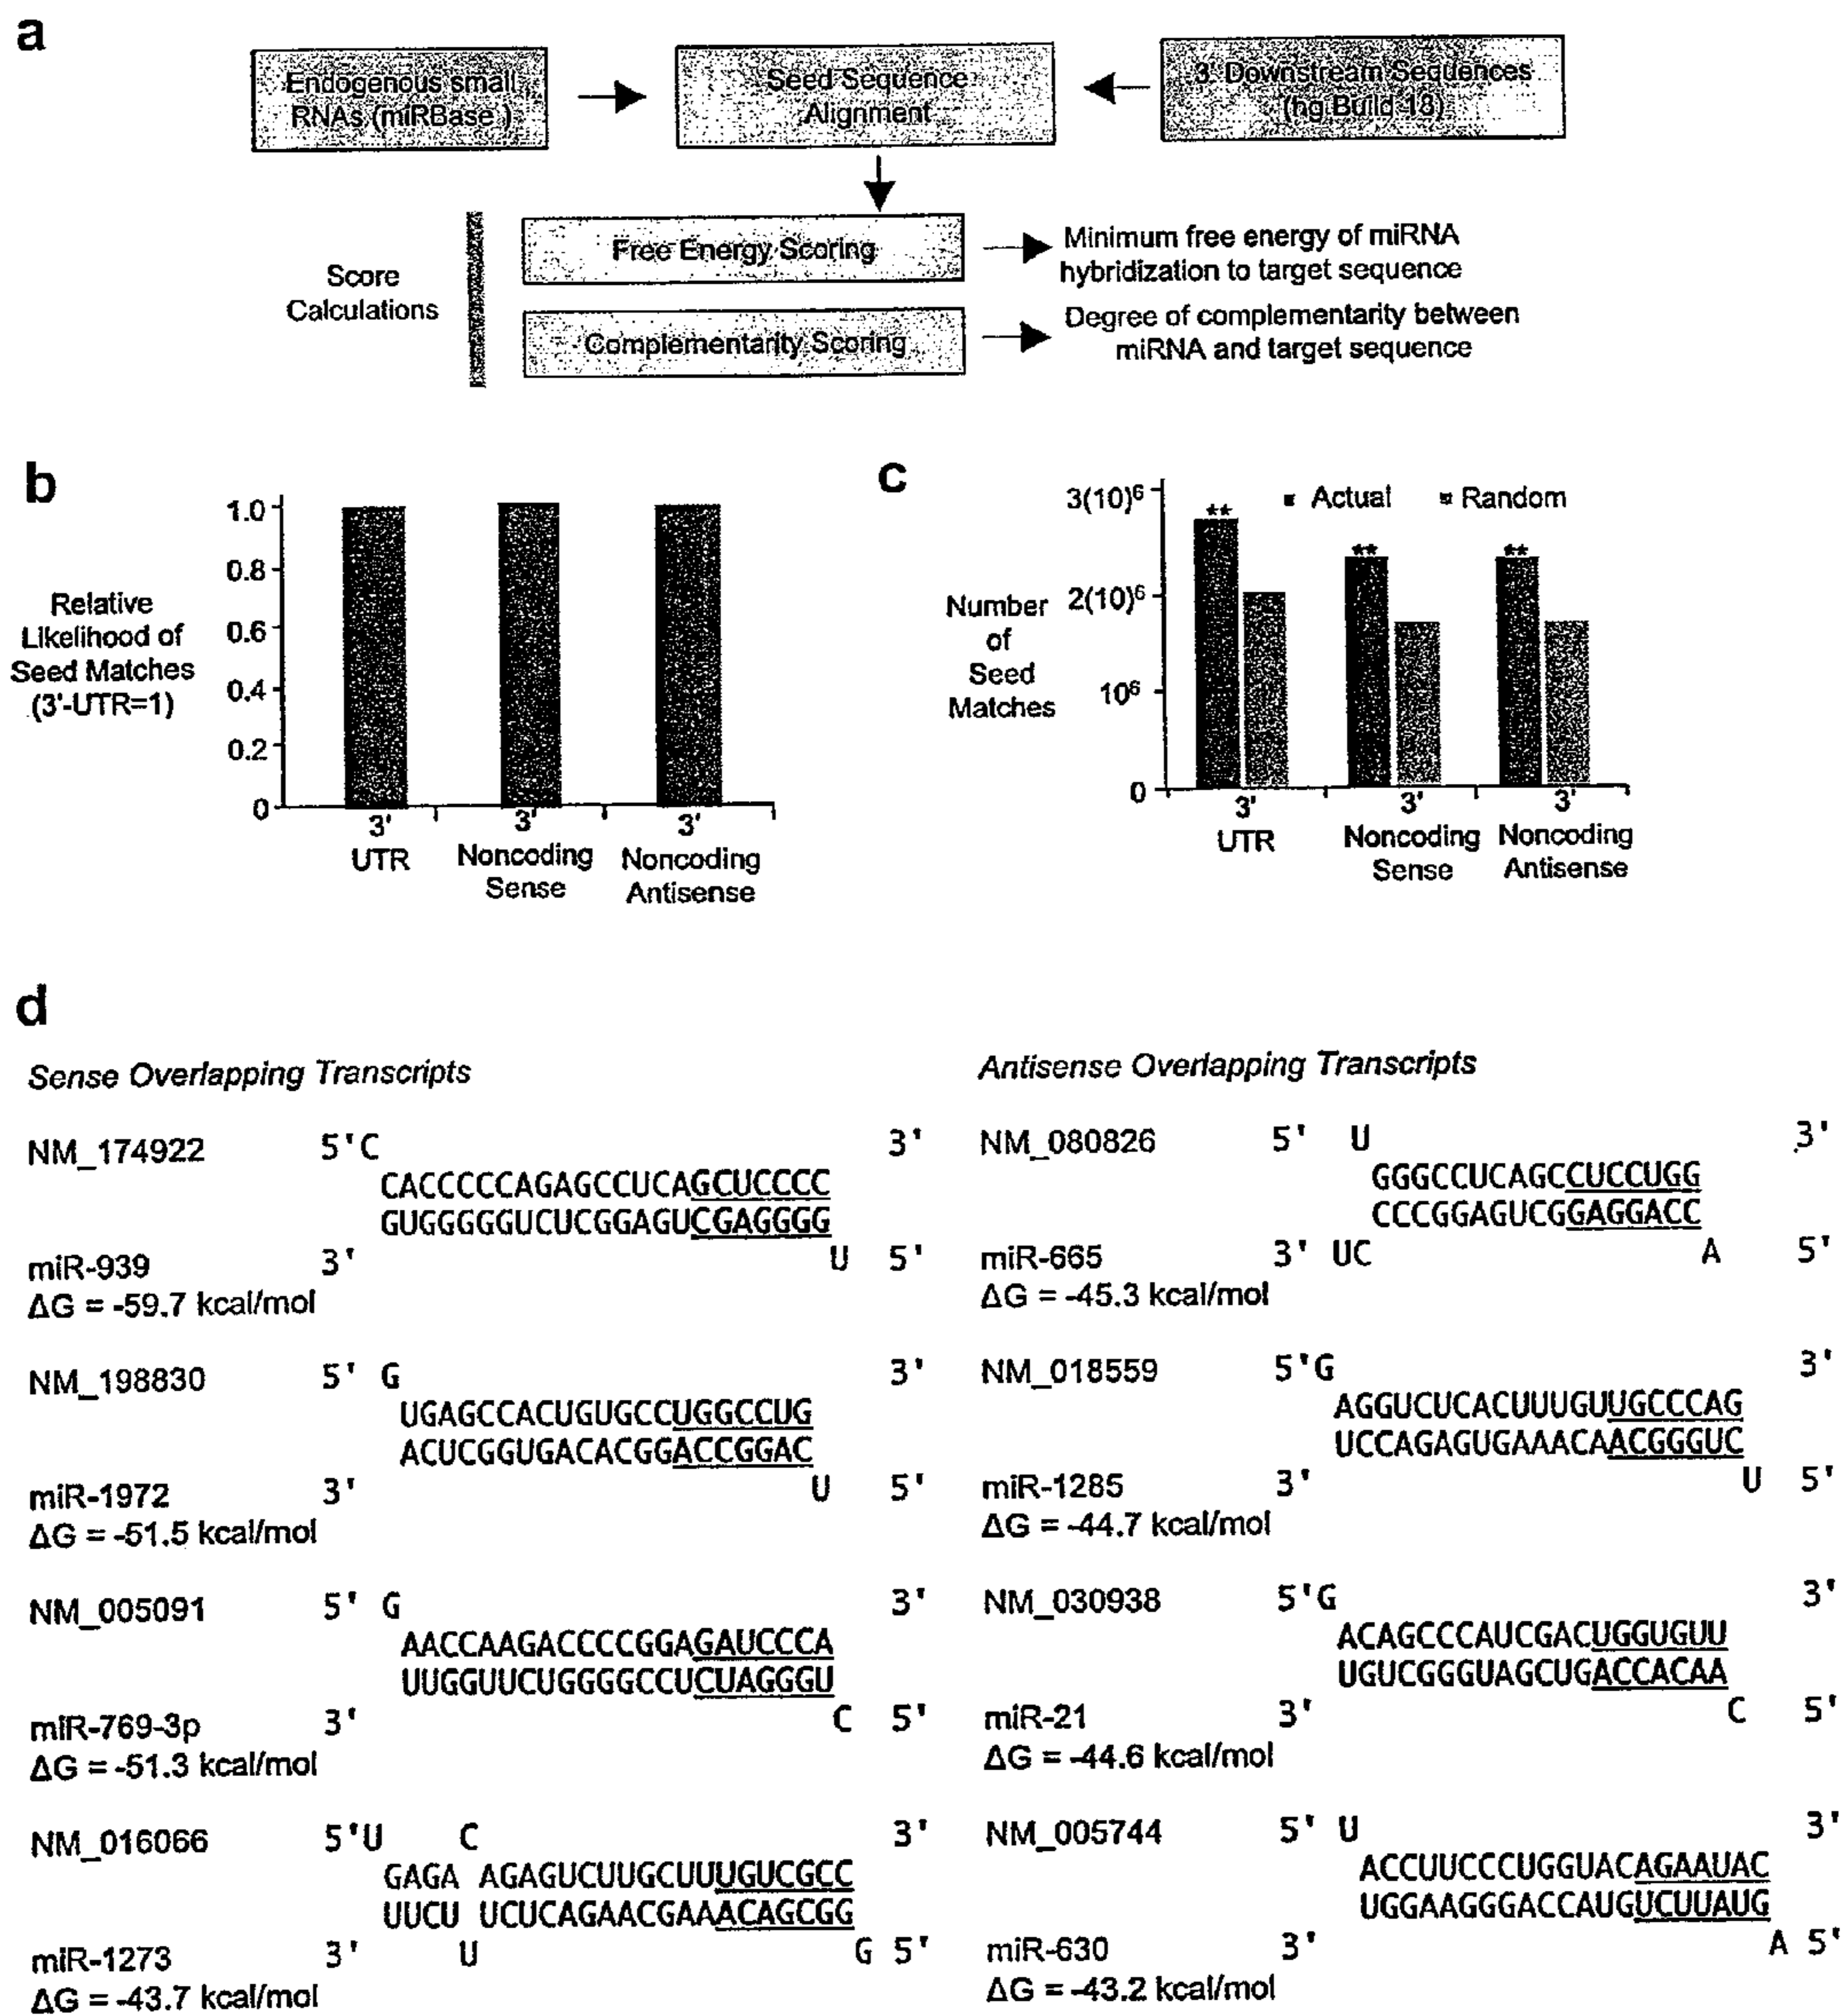 a
Endogenous small
RNAs (miRBase)
Seed Sequence
Alignment
3' Downstream Sequences
(hg Build 18)
Score
Calculations
Free Energy Scoring
Minimum free energy of miRNA
hybridization to target sequence
Complementarity Scoring
Degree of complementarity between
miRNA and target sequence
b
Relative
Likelihood of
Seed Matches
(3'-UTR=1)
1.0
0.8
0.6
0.4
0.2
0
3'
UTR
3'
Noncoding
Sense
3'
Noncoding
Antisense
c
Number
of
Seed
Matches
3(10)⁶
2(10)⁶
10⁶
0
Actual
Random
**
**
**
3'
UTR
3'
Noncoding
Sense
3'
Noncoding
Antisense
d
Sense Overlapping Transcripts
NM_174922 5'C 3'
CACCCCCAGAGCCUCAGCUCCCC
GUGGGGGUCUCGGAGUCGAGGGG
miR-939 3' U 5'
ΔG = -59.7 kcal/mol
NM_198830 5' G 3'
UGAGCCACUGUGCCUGGCCUG
ACUCGGUGACACGGACCGGAC
miR-1972 3' U 5'
ΔG = -51.5 kcal/mol
NM_005091 5' G 3'
AACCAAGACCCCGGAGAUCCCA
UUGGUUCUGGGGCCUCUAGGGU
miR-769-3p 3' C 5'
ΔG = -51.3 kcal/mol
NM_016066 5'U C 3'
GAGA AGAGUCUUGCUUUGUCGCC
UUCU UCUCAGAACGAAACAGCGG
miR-1273 3' U G 5'
ΔG = -43.7 kcal/mol
Antisense Overlapping Transcripts
NM_080826 5' U 3'
GGGCCUCAGCCUCCUGG
CCCGGAGUCGGAGGACC
miR-665 3' UC A 5'
ΔG = -45.3 kcal/mol
NM_018559 5'G 3'
AGGUCUCACUUUGUUGCCCAG
UCCAGAGUGAAACAACGGGUC
miR-1285 3' U 5'
ΔG = -44.7 kcal/mol
NM_030938 5'G 3'
ACAGCCCAUCGACUGGUGUU
UGUCGGGUAGCUGACCACAA
miR-21 3' C 5'
ΔG = -44.6 kcal/mol
NM_005744 5' U 3'
ACCUUCCCUGGUACAGAAUAC
UGGAAGGGACCAUGUCUUAUG
miR-630 3' A 5'
ΔG = -43.2 kcal/mol